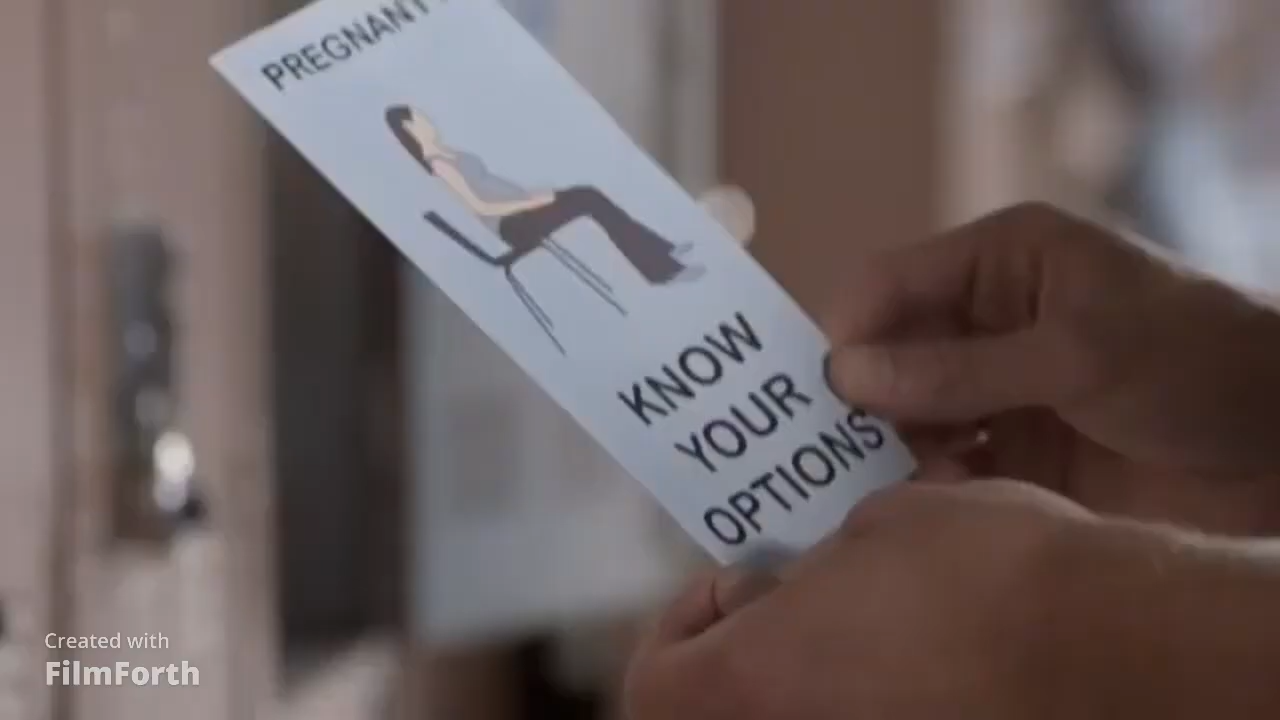 PREGNANT?
KNOW
YOUR
OPTIONS
Created with
FilmForth